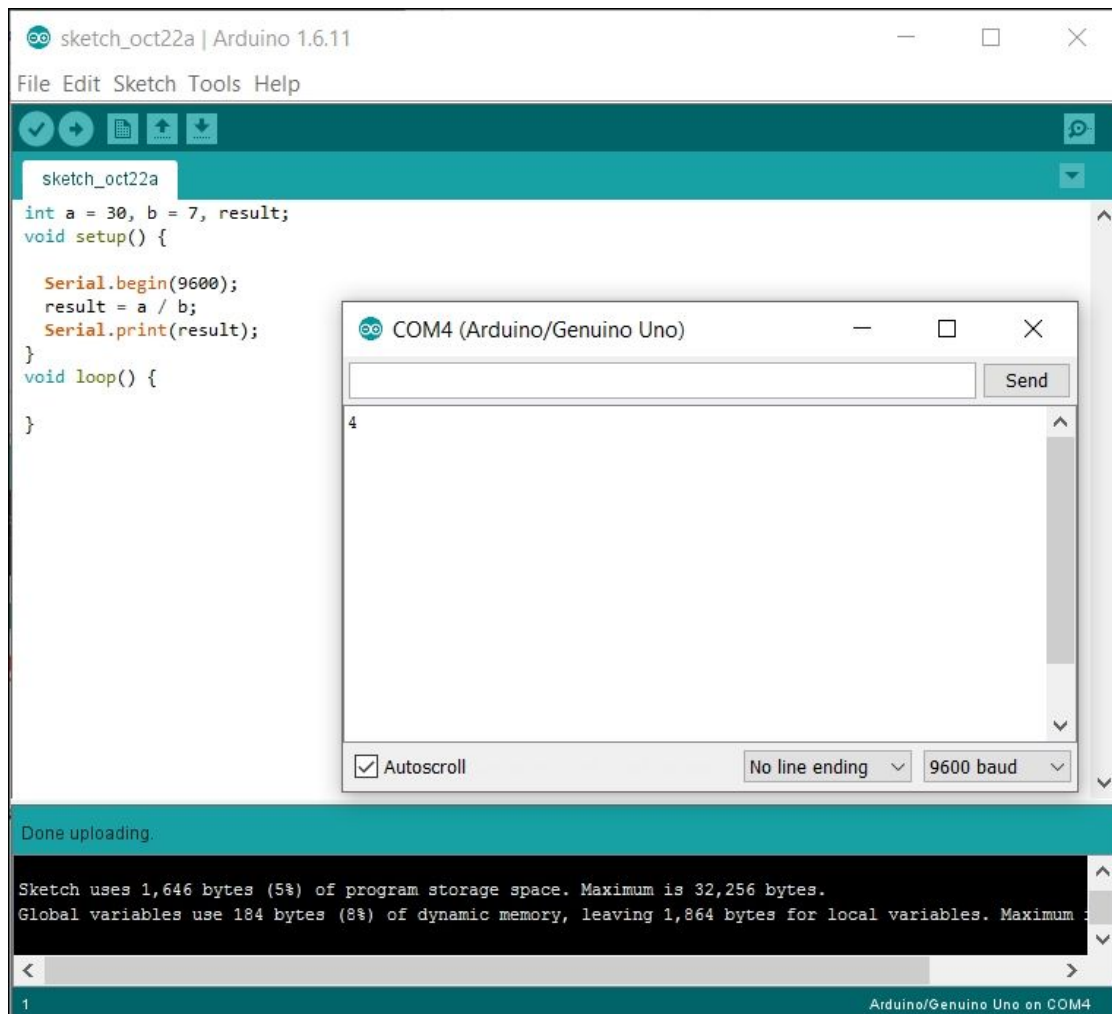 sketch_oct22a | Arduino 1.6.11
File Edit Sketch Tools Help
sketch_oct22a
int a = 30, b = 7, result;
void setup() {
  Serial.begin(9600);
  result = a / b;
  Serial.print(result);
}
void loop() {
}
COM4 (Arduino/Genuino Uno)
Send
4
Autoscroll
No line ending
9600 baud
Done uploading.
Sketch uses 1,646 bytes (5%) of program storage space. Maximum is 32,256 bytes.
Global variables use 184 bytes (8%) of dynamic memory, leaving 1,864 bytes for local variables. Maximum
1
Arduino/Genuino Uno on COM4